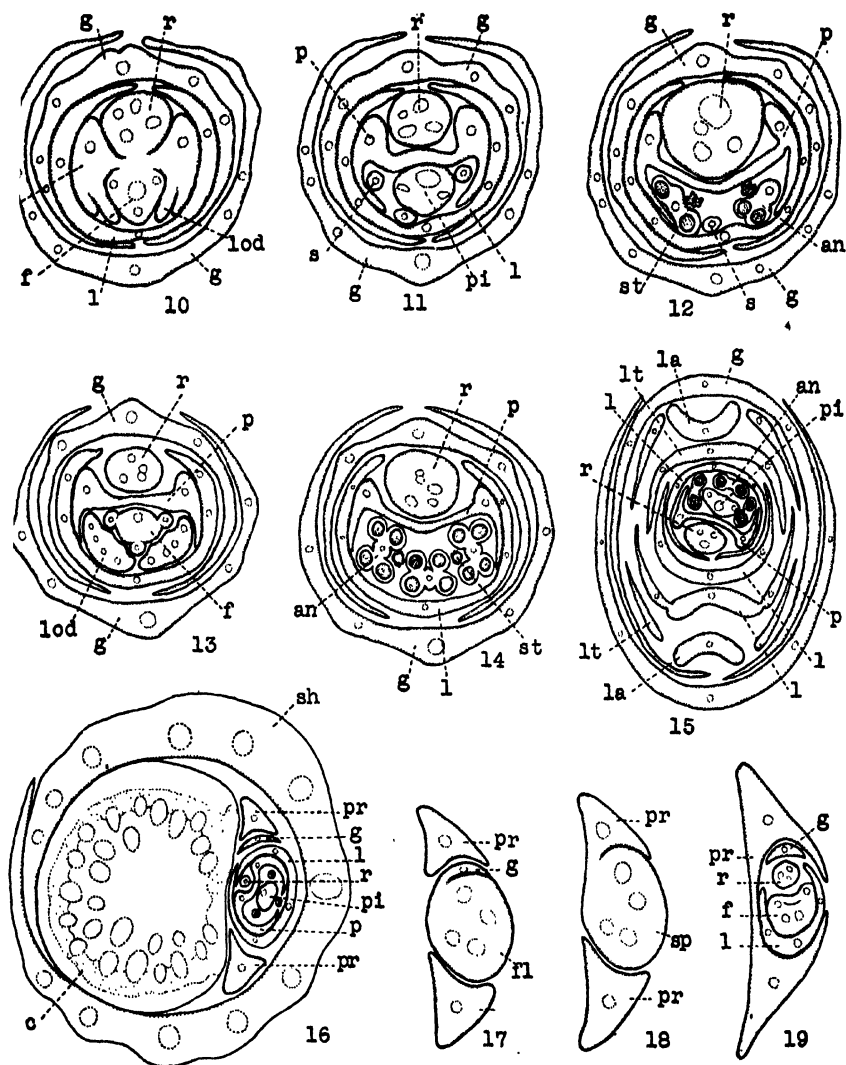 g r
lod
f l g
10
r
p g
s g pi l
11
g r p
an
st s g
12
g r p
lod g f
13
r p
an st
g l
14
la g
lt an
l pi
r
p
lt l
la l
15
sh
pr
g
l
r
pi
p
pr
c
16
pr
g
fl
17
pr
sp
pr
18
g
pr
r
f
l
19